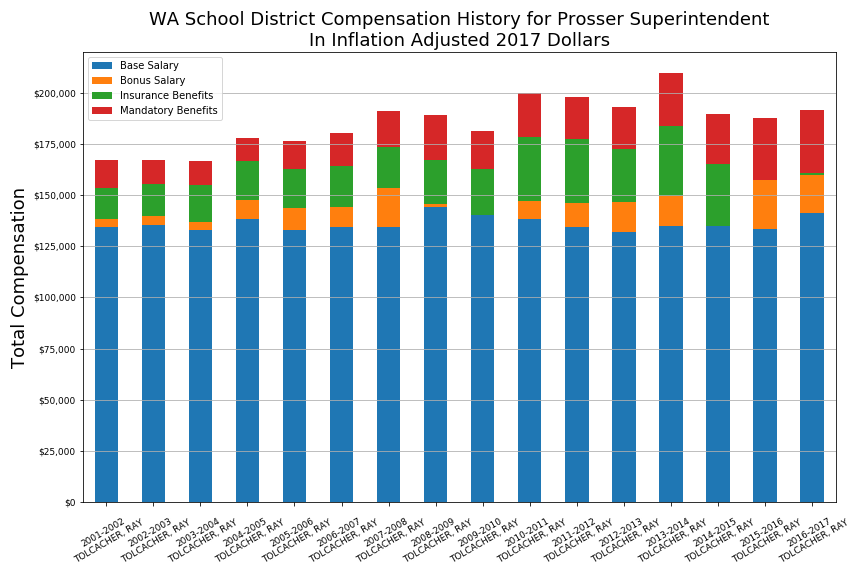 WA School District Compensation History for Prosser Superintendent
In Inflation Adjusted 2017 Dollars
Base Salary
Bonus Salary
Insurance Benefits
Mandatory Benefits
Total Compensation
$200,000
$175,000
$150,000
$125,000
$100,000
$75,000
$50,000
$25,000
$0
2001-2002
TOLCACHER, RAY
2002-2003
TOLCACHER, RAY
2003-2004
TOLCACHER, RAY
2004-2005
TOLCACHER, RAY
2005-2006
TOLCACHER, RAY
2006-2007
TOLCACHER, RAY
2007-2008
TOLCACHER, RAY
2008-2009
TOLCACHER, RAY
2009-2010
TOLCACHER, RAY
2010-2011
TOLCACHER, RAY
2011-2012
TOLCACHER, RAY
2012-2013
TOLCACHER, RAY
2013-2014
TOLCACHER, RAY
2014-2015
TOLCACHER, RAY
2015-2016
TOLCACHER, RAY
2016-2017
TOLCACHER, RAY